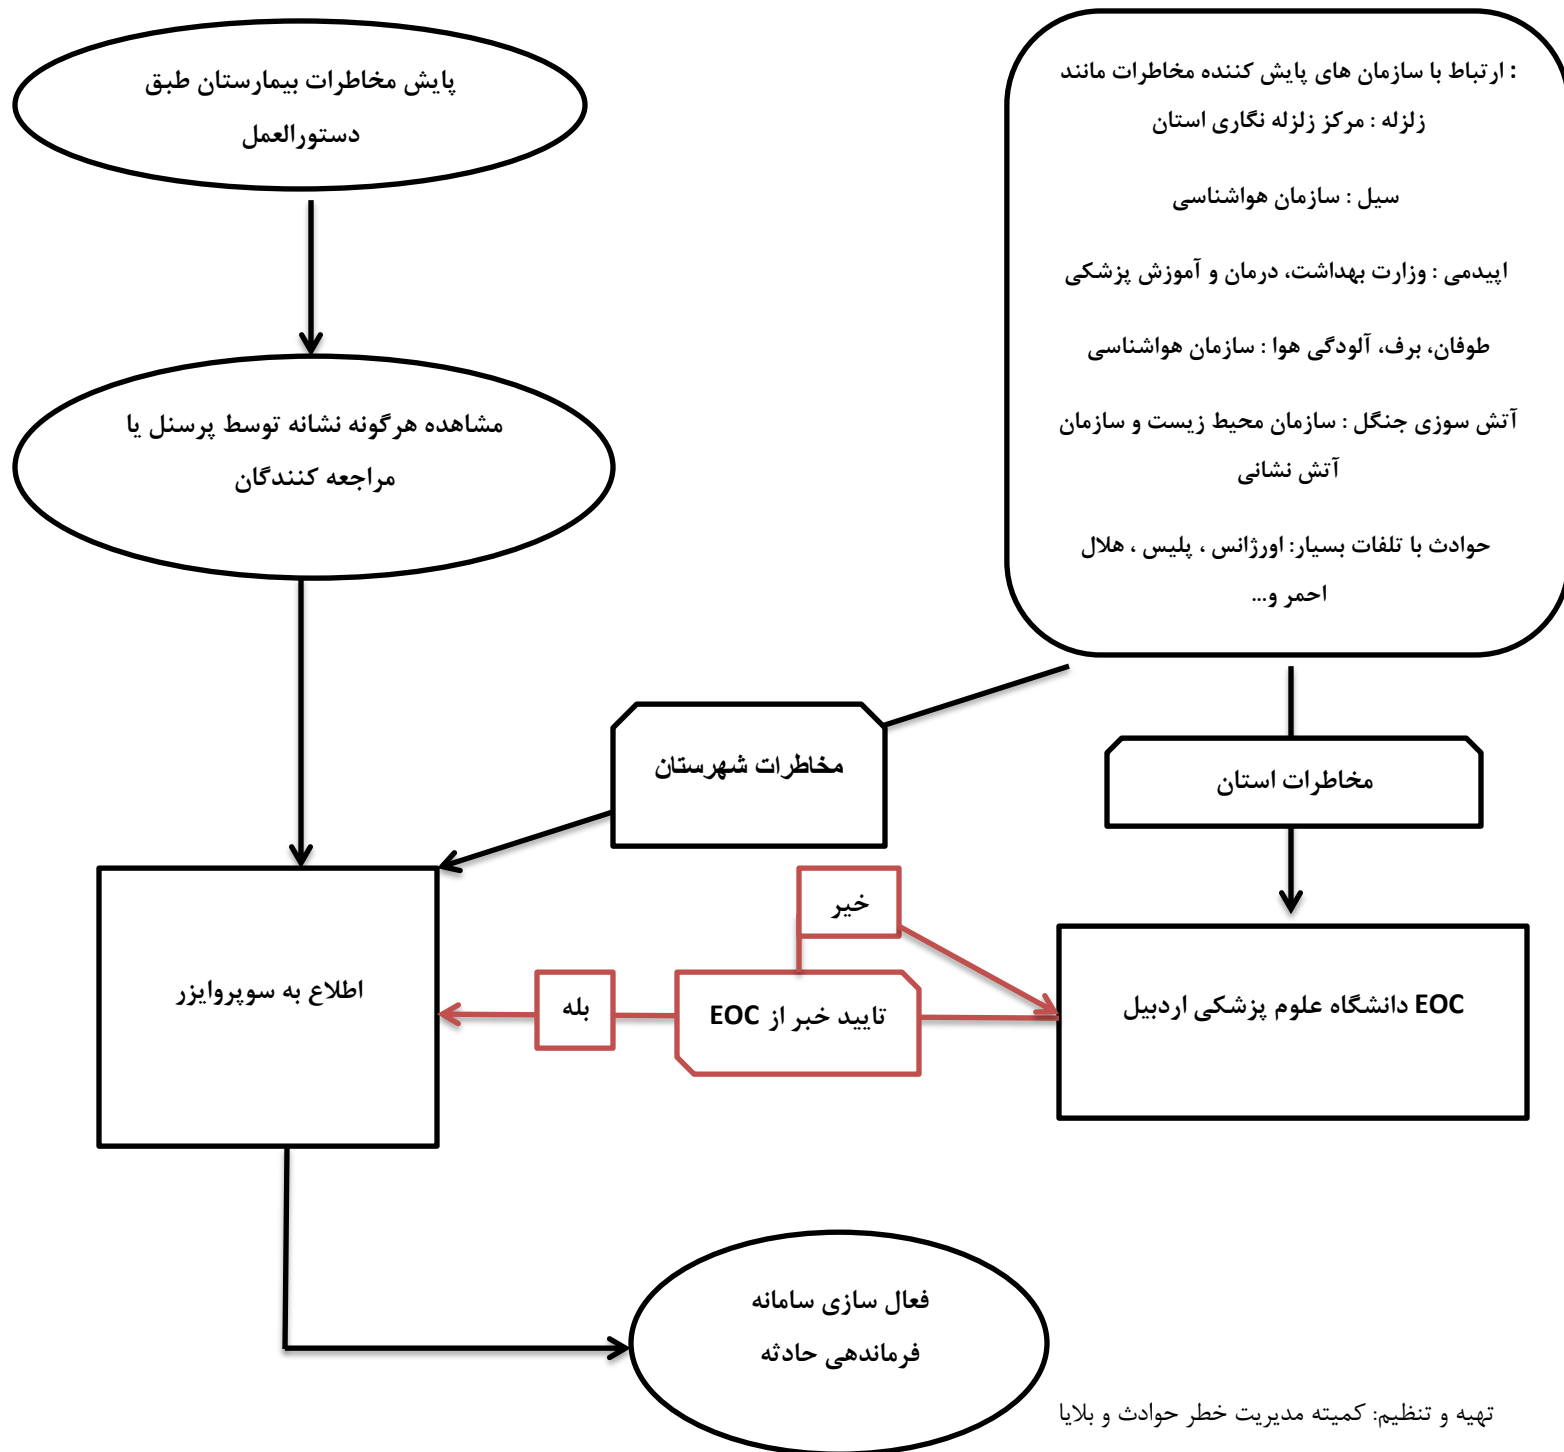 پایش مخاطرات بیمارستان طبق
دستورالعمل
مشاهده هرگونه نشانه توسط پرسنل یا
مراجعه کنندگان
: ارتباط با سازمان های پایش کننده مخاطرات مانند
زلزله : مرکز زلزله نگاری استان
سیل : سازمان هواشناسی
اپیدمی : وزارت بهداشت، درمان و آموزش پزشکی
طوفان، برف، آلودگی هوا : سازمان هواشناسی
آتش سوزی جنگل : سازمان محیط زیست و سازمان
آتش نشانی
حوادث با تلفات بسیار: اورژانس ، پلیس ، هلال
احمر و...
مخاطرات شهرستان
مخاطرات استان
خیر
بله
تایید خبر از EOC
EOC دانشگاه علوم پزشکی اردبیل
اطلاع به سوپروایزر
فعال سازی سامانه
فرماندهی حادثه
تهیه و تنظیم: کمیته مدیریت خطر حوادث و بلایا